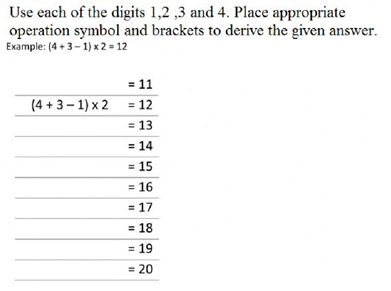 Use each of the digits 1,2 ,3 and 4. Place appropriate
operation symbol and brackets to derive the given answer.
Example: (4 + 3 – 1) x 2 = 12
= 11
(4 + 3 – 1) x 2 = 12
= 13
= 14
= 15
= 16
= 17
= 18
= 19
= 20